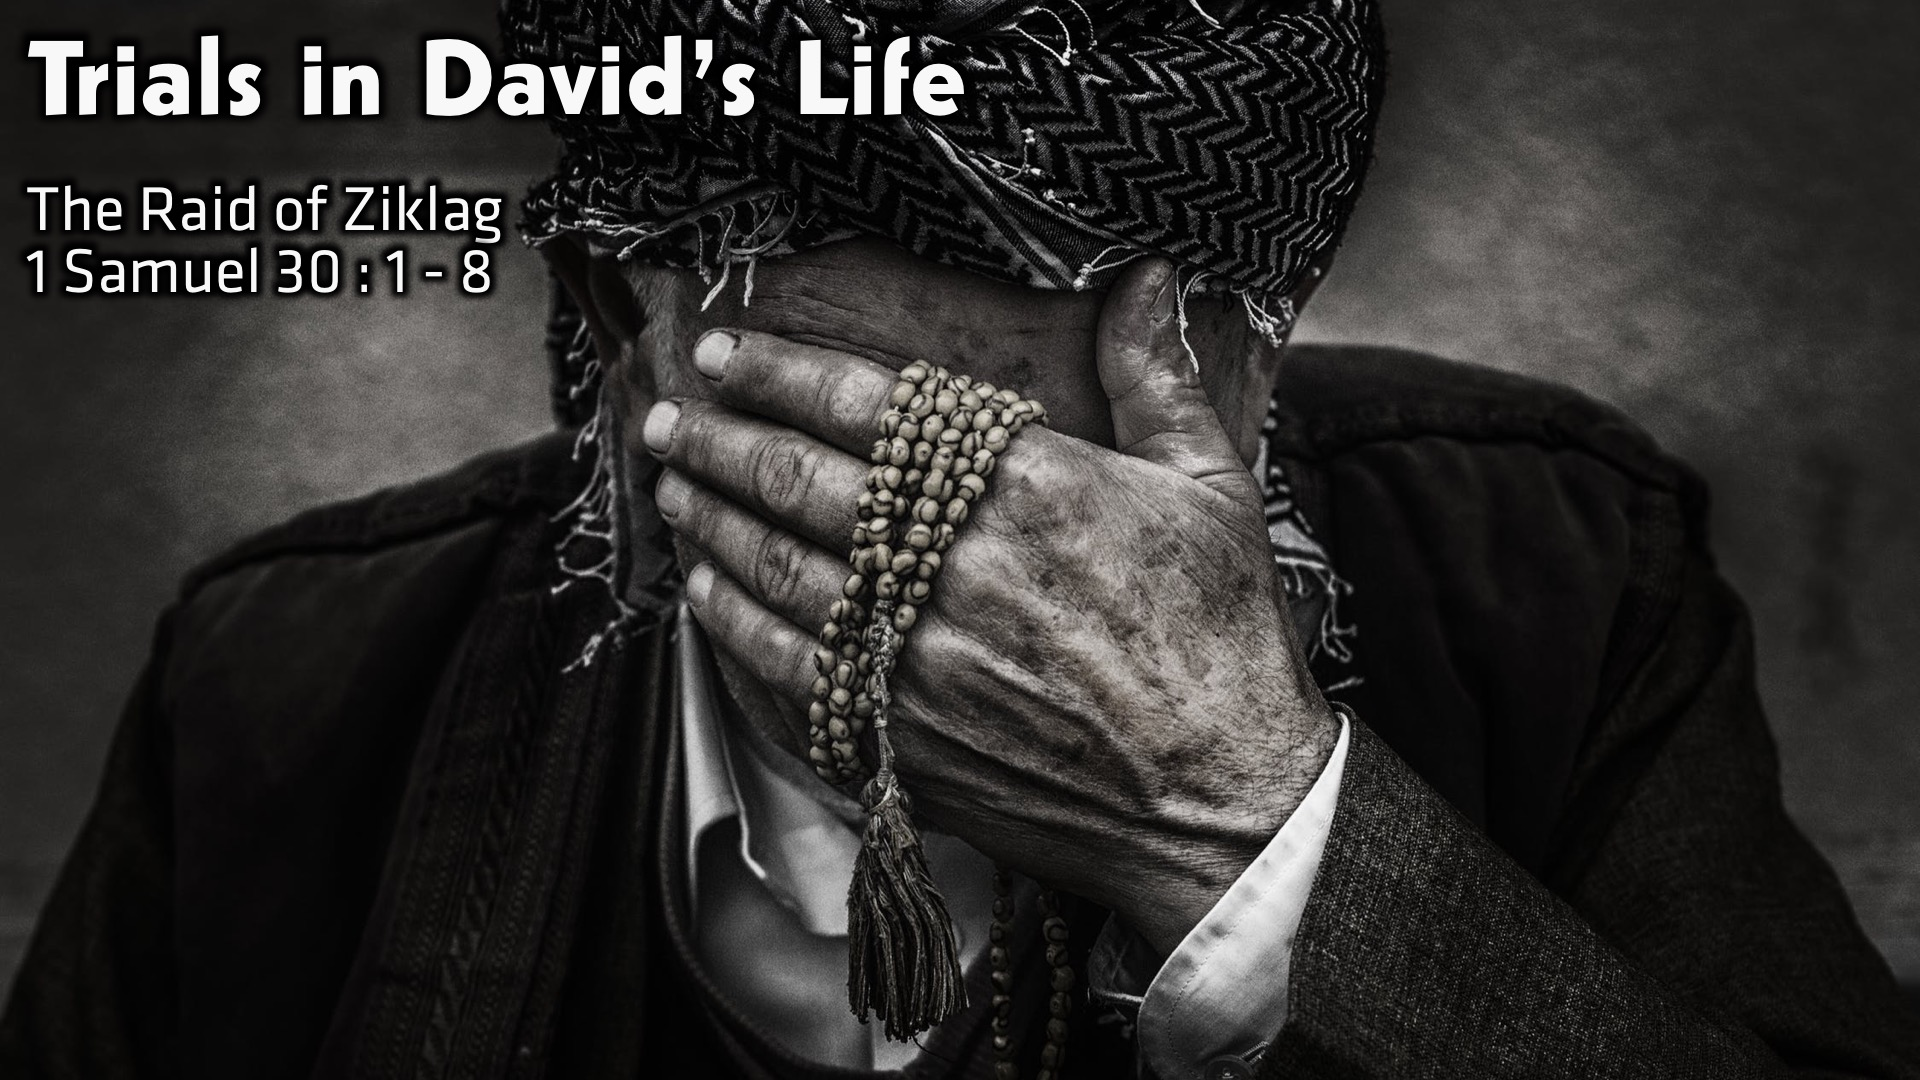 Trials in David's Life
The Raid of Ziklag
1 Samuel 30 : 1 - 8